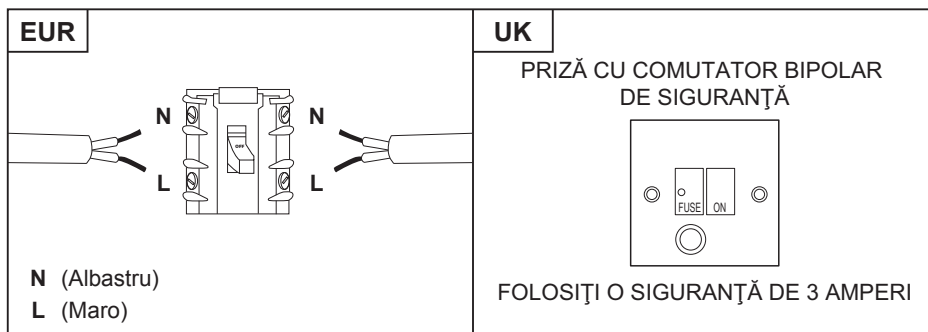 EUR
N
N
OFF
L
L
N (Albastru)
L (Maro)
UK
PRIZĂ CU COMUTATOR BIPOLAR
DE SIGURANŢĂ
FUSE ON
FOLOSIŢI O SIGURANŢĂ DE 3 AMPERI